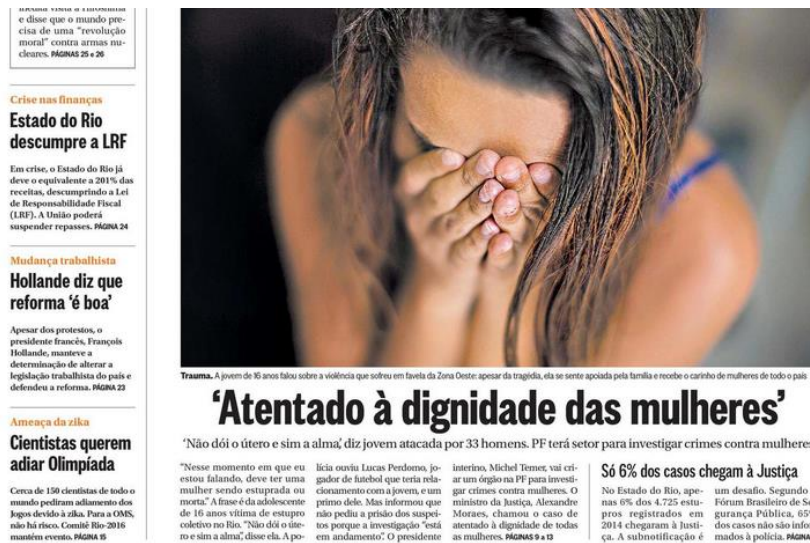 imediata visita a Hiroshima
e disse que o mundo pre-
cisa de uma "revolução
moral" contra armas nu-
cleares. PÁGINAS 25 e 26
Crise nas finanças
Estado do Rio
descumpre a LRF
Em crise, o Estado do Rio já
deve o equivalente a 201% das
receitas, descumprindo a Lei
de Responsabilidade Fiscal
(LRF). A União poderá
suspender repasses. PÁGINA 24
Mudança trabalhista
Hollande diz que
reforma 'é boa'
Apesar dos protestos, o
presidente francês, François
Hollande, manteve a
determinação de alterar a
legislação trabalhista do país e
defendeu a reforma. PÁGINA 23
Ameaça da zika
Cientistas querem
adiar Olimpíada
Cerca de 150 cientistas de todo o
mundo pediram adiamento dos
Jogos devido à zika. Para a OMS,
não há risco. Comitê Rio-2016
mantém evento. PÁGINA 15
Trauma. A jovem de 16 anos falou sobre a violência que sofreu em favela da Zona Oeste: apesar da tragédia, ela se sente apoiada pela família e recebe o carinho de mulheres de todo o país
'Atentado à dignidade das mulheres'
'Não dói o útero e sim a alma', diz jovem atacada por 33 homens. PF terá setor para investigar crimes contra mulheres
"Nesse momento em que eu
estou falando, deve ter uma
mulher sendo estuprada ou
morta." A frase é da adolescente
de 16 anos vítima de estupro
coletivo no Rio. "Não dói o úte-
ro e sim a alma", disse ela. A po-
lícia ouviu Lucas Perdomo, jo-
gador de futebol que teria rela-
cionamento com a jovem, e um
primo dele. Mas informou que
não pediu a prisão dos suspei-
tos porque a investigação "está
em andamento". O presidente
interino, Michel Temer, vai cri-
ar um órgão na PF para investi-
gar crimes contra mulheres. O
ministro da Justiça, Alexandre
Moraes, chamou o caso de
atentado à dignidade de todas
as mulheres. PÁGINAS 9 a 13
Só 6% dos casos chegam à Justiça
No Estado do Rio, ape-
nas 6% dos 4.725 estu-
pros registrados em
2014 chegaram à Justi-
ça. A subnotificação é
um desafio. Segundo
Fórum Brasileiro de Se
gurança Pública, 65%
dos casos não são infor
mados à polícia. PÁGINA